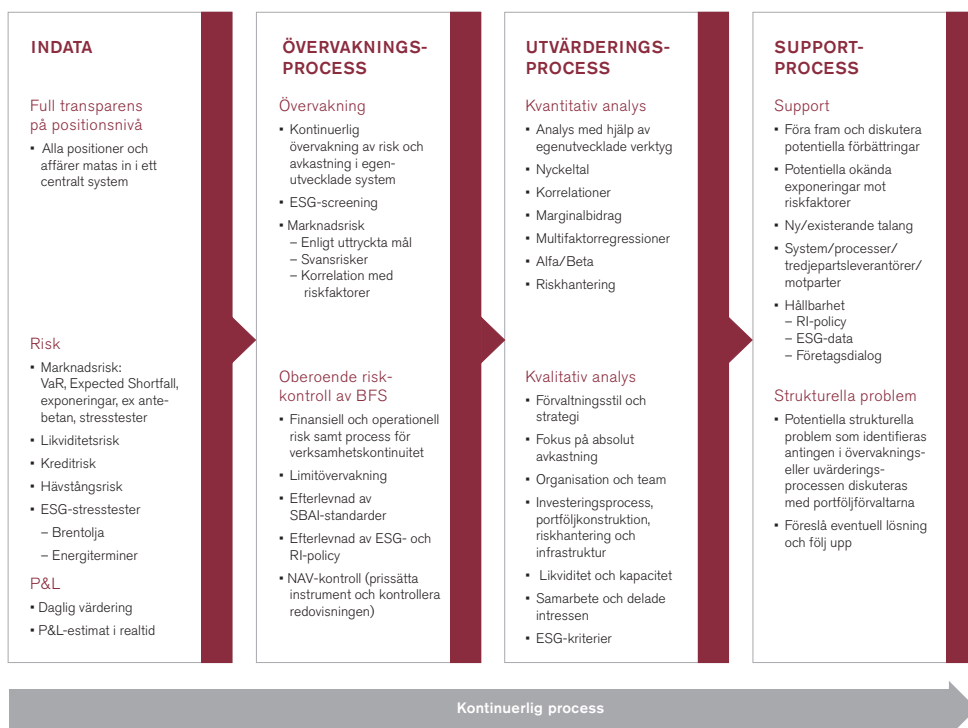 INDATA
Full transparens
på positionsnivå
▪ Alla positioner och
affärer matas in i ett
centralt system
Risk
▪ Marknadsrisk:
VaR, Expected Shortfall,
exponeringar, ex ante-
betan, stresstester
▪ Likviditetsrisk
▪ Kreditrisk
▪ Hävstångsrisk
▪ ESG-stresstester
– Brentolja
– Energiterminer
P&L
▪ Daglig värdering
▪ P&L-estimat i realtid
ÖVERVAKNINGS-
PROCESS
Övervakning
▪ Kontinuerlig
övervakning av risk och
avkastning i egen-
utvecklade system
▪ ESG-screening
▪ Marknadsrisk
– Enligt uttryckta mål
– Svansrisker
– Korrelation med
riskfaktorer
Oberoende risk-
kontroll av BFS
▪ Finansiell och operationell
risk samt process för
verksamhetskontinuitet
▪ Limitövervakning
▪ Efterlevnad av
SBAI-standarder
▪ Efterlevnad av ESG- och
RI-policy
▪ NAV-kontroll (prissätta
instrument och kontrollera
redovisningen)
UTVÄRDERINGS-
PROCESS
Kvantitativ analys
▪ Analys med hjälp av
egenutvecklade verktyg
▪ Nyckeltal
▪ Korrelationer
▪ Marginalbidrag
▪ Multifaktorregressioner
▪ Alfa/Beta
▪ Riskhantering
Kvalitativ analys
▪ Förvaltningsstil och
strategi
▪ Fokus på absolut
avkastning
▪ Organisation och team
▪ Investeringsprocess,
portföljkonstruktion,
riskhantering och
infrastruktur
▪ Likviditet och kapacitet
▪ Samarbete och delade
intressen
▪ ESG-kriterier
SUPPORT-
PROCESS
Support
▪ Föra fram och diskutera
potentiella förbättringar
▪ Potentiella okända
exponeringar mot
riskfaktorer
▪ Ny/existerande talang
▪ System/processer/
tredjepartsleverantörer/
motparter
▪ Hållbarhet
– RI-policy
– ESG-data
– Företagsdialog
Strukturella problem
▪ Potentiella strukturella
problem som identifieras
antingen i övervaknings-
eller uvärderings-
processen diskuteras
med portföljförvaltarna
▪ Föreslå eventuell lösning
och följ upp
Kontinuerlig process